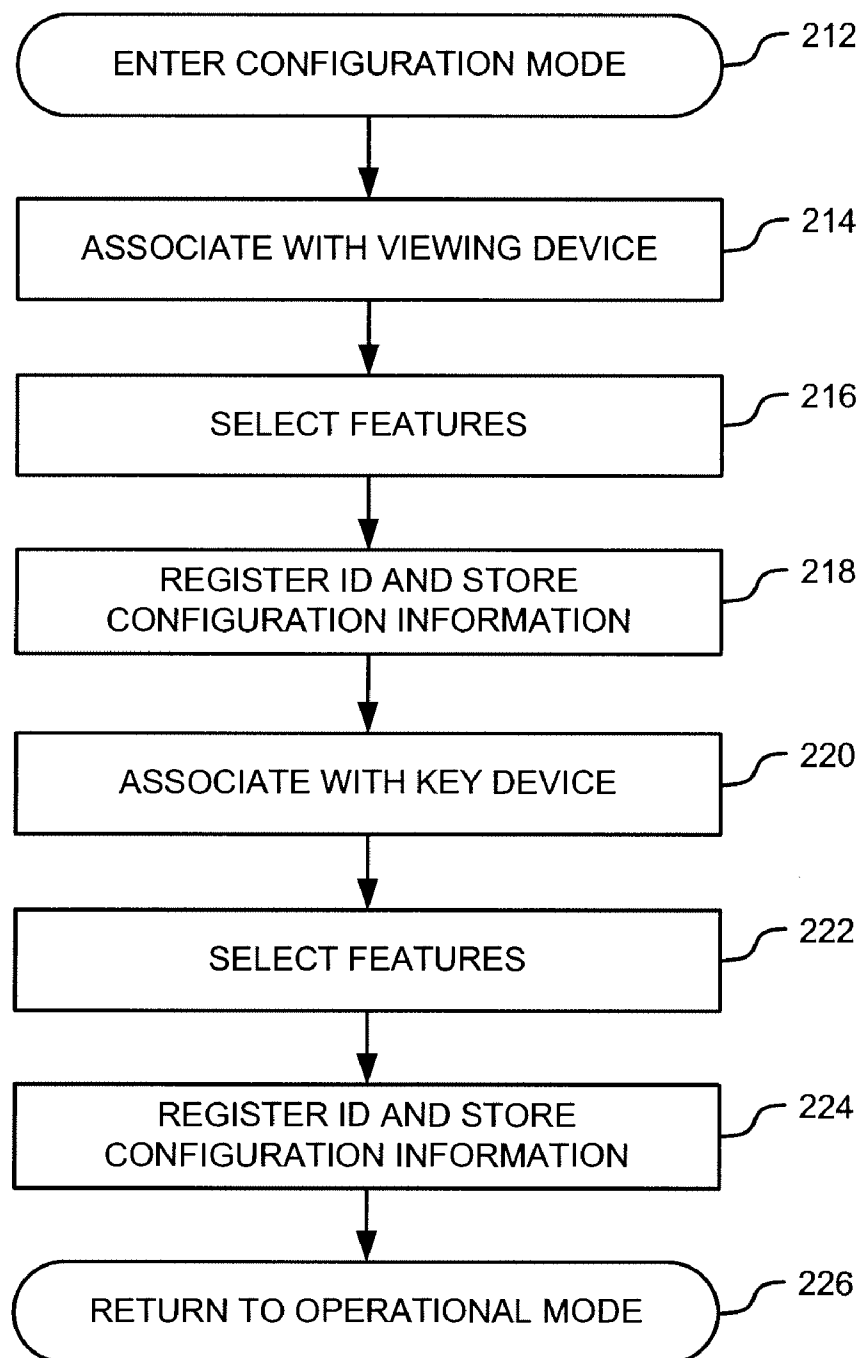 ENTER CONFIGURATION MODE
212
ASSOCIATE WITH VIEWING DEVICE
214
SELECT FEATURES
216
REGISTER ID AND STORE
CONFIGURATION INFORMATION
218
ASSOCIATE WITH KEY DEVICE
220
SELECT FEATURES
222
REGISTER ID AND STORE
CONFIGURATION INFORMATION
224
RETURN TO OPERATIONAL MODE
226